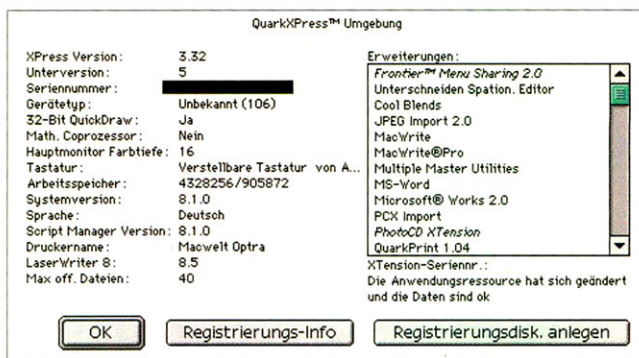 QuarkXPress™ Umgebung
XPress Version: 3.32
Unterversion: 5
Seriennummer:
Gerätetyp: Unbekannt (106)
32-Bit QuickDraw: Ja
Math. Coprozessor: Nein
Hauptmonitor Farbtiefe: 16
Tastatur: Verstellbare Tastatur von A...
Arbeitsspeicher: 4328256/905872
Systemversion: 8.1.0
Sprache: Deutsch
Script Manager Version: 8.1.0
Druckername: Macwelt Optra
LaserWriter 8: 8.5
Max off. Dateien: 40
Erweiterungen:
Frontier™ Menu Sharing 2.0
Unterschneiden Spation. Editor
Cool Blends
JPEG Import 2.0
MacWrite
MacWrite®Pro
Multiple Master Utilities
MS-Word
Microsoft® Works 2.0
PCX Import
PhotoCD XTension
QuarkPrint 1.04
XTension-Seriennr.:
Die Anwendungsressource hat sich geändert
und die Daten sind ok
OK
Registrierungs-Info
Registrierungsdisk. anlegen